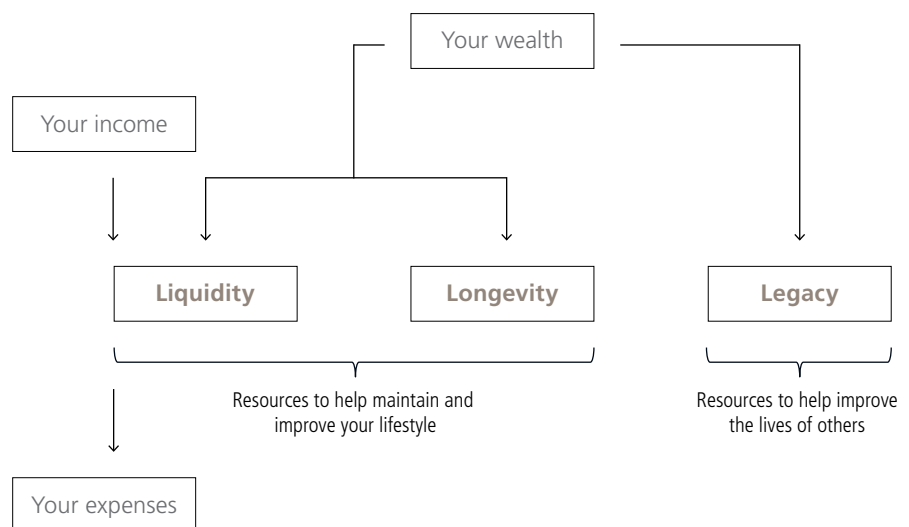 Your wealth
Your income
Liquidity
Longevity
Legacy
Resources to help maintain and
improve your lifestyle
Resources to help improve
the lives of others
Your expenses